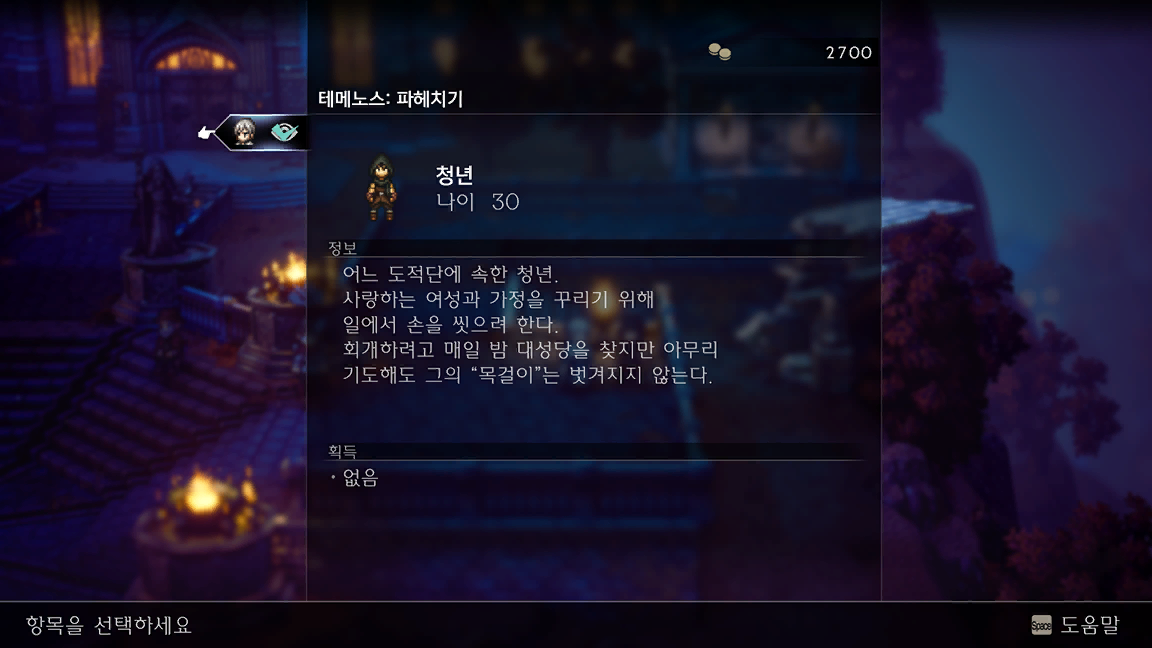 2700
테메노스: 파헤치기
청년
나이 30
정보
어느 도적단에 속한 청년.
사랑하는 여성과 가정을 꾸리기 위해
일에서 손을 씻으려 한다.
회개하려고 매일 밤 대성당을 찾지만 아무리
기도해도 그의 “목걸이”는 벗겨지지 않는다.
획득
· 없음
항목을 선택하세요
Space 도움말